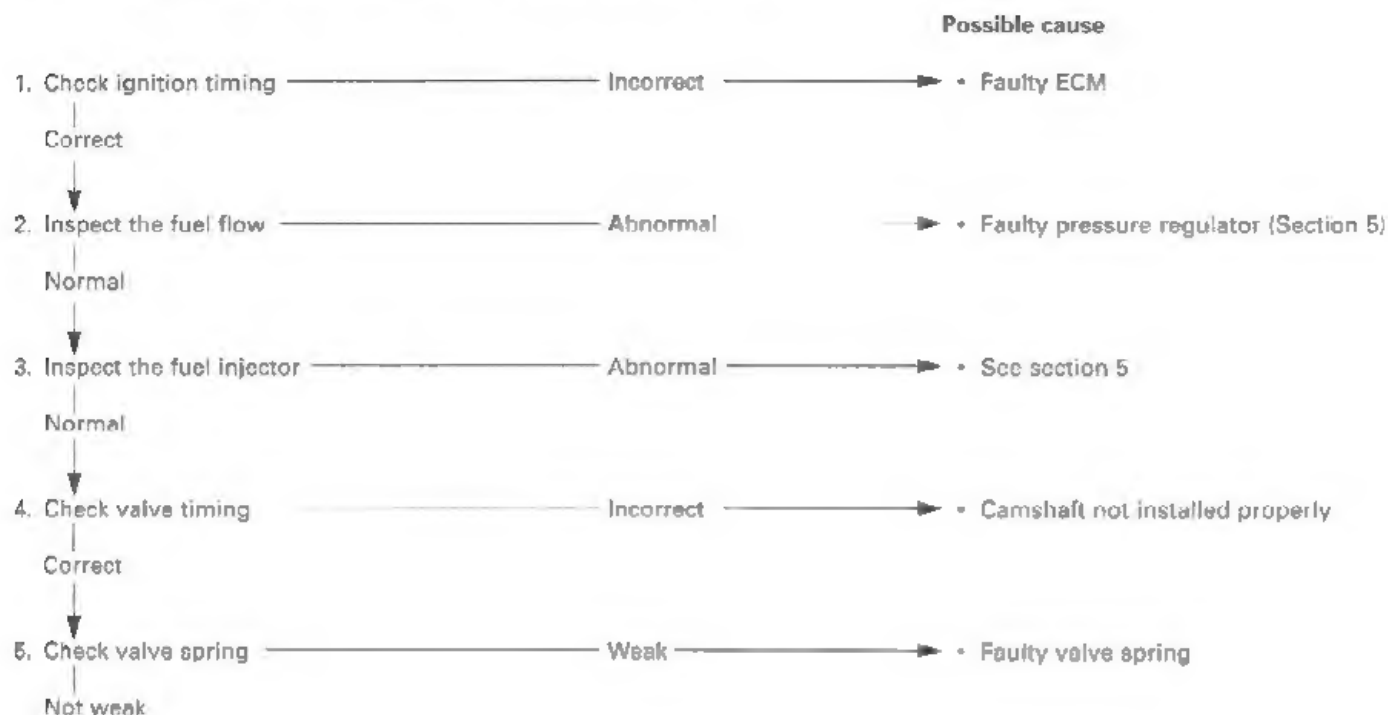 Possible cause
1. Check ignition timing Incorrect • Faulty ECM
Correct
2. Inspect the fuel flow Abnormal • Faulty pressure regulator (Section 5)
Normal
3. Inspect the fuel injector Abnormal • See section 5
Normal
4. Check valve timing Incorrect • Camshaft not installed properly
Correct
5. Check valve spring Weak • Faulty valve spring
Not weak